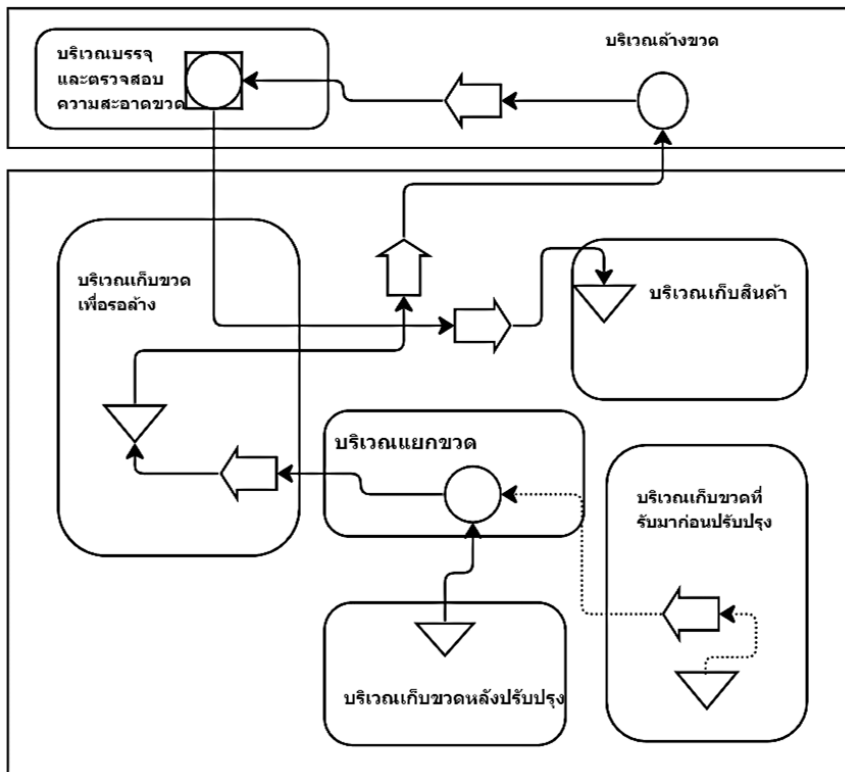 บริเวณบรรจุ
และตรวจสอบ
ความสะอาดขวด
บริเวณล้างขวด
บริเวณเก็บขวด
เพื่อรอล้าง
บริเวณเก็บสินค้า
บริเวณแยกขวด
บริเวณเก็บขวดที่
รับมาก่อนปรับปรุง
บริเวณเก็บขวดหลังปรับปรุง